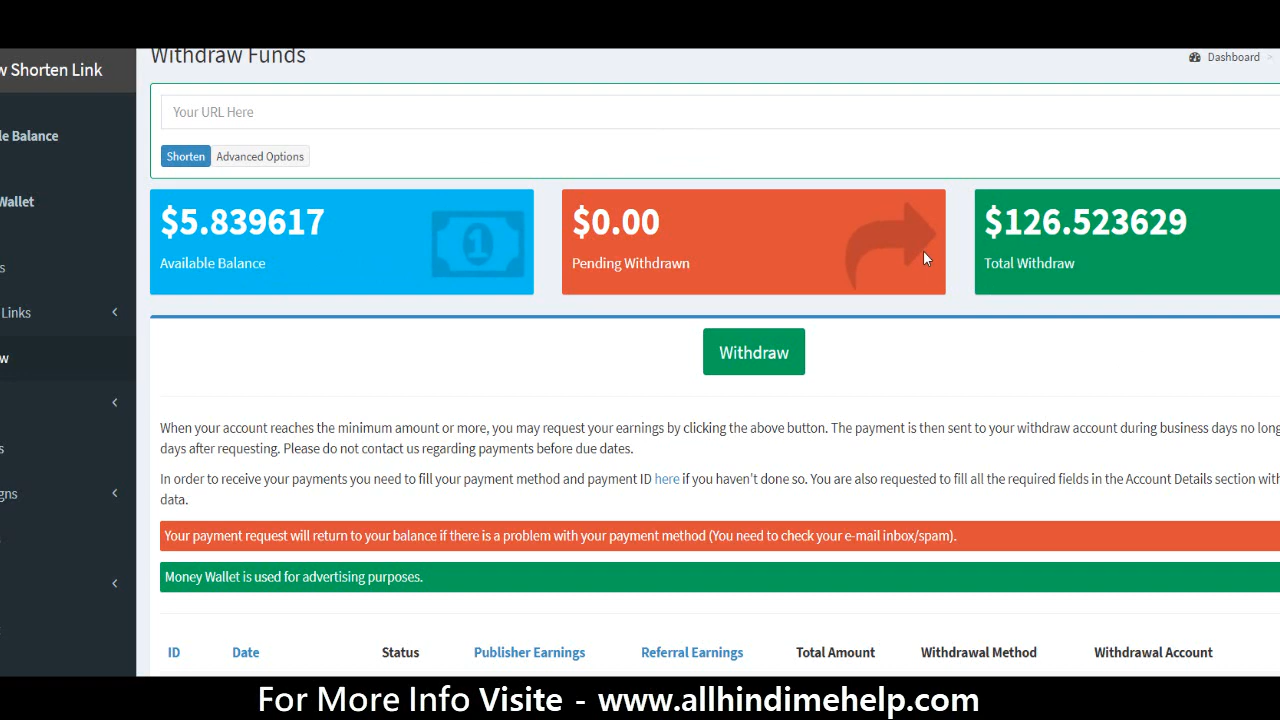 Withdraw Funds
Dashboard >
w Shorten Link
Your URL Here
le Balance
Shorten Advanced Options
Wallet
$5.839617
$0.00
$126.523629
Available Balance
Pending Withdrawn
Total Withdraw
s
Links
w
Withdraw
When your account reaches the minimum amount or more, you may request your earnings by clicking the above button. The payment is then sent to your withdraw account during business days no long
days after requesting. Please do not contact us regarding payments before due dates.
s
In order to receive your payments you need to fill your payment method and payment ID here if you haven't done so. You are also requested to fill all the required fields in the Account Details section with
data.
gns
Your payment request will return to your balance if there is a problem with your payment method (You need to check your e-mail inbox/spam).
Money Wallet is used for advertising purposes.
ID Date Status Publisher Earnings Referral Earnings Total Amount Withdrawal Method Withdrawal Account
For More Info Visite - www.allhindimehelp.com